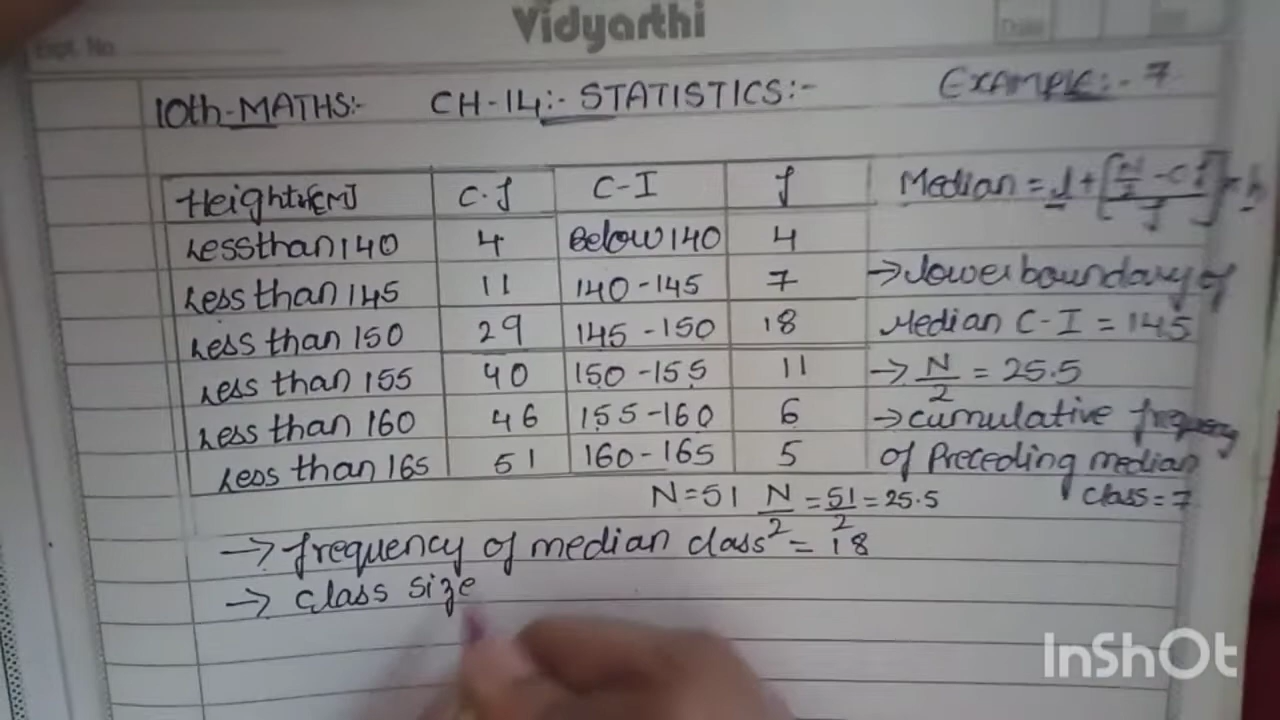 Vidyarthi
Expt. No.
Date
10th-MATHS:- CH-14:- STATISTICS:- EXAMPLE:- 7
Height[CM] C.f C-I f
Less than 140 4 Below 140 4
Less than 145 11 140-145 7
Less than 150 29 145-150 18
Less than 155 40 150-155 11
Less than 160 46 155-160 6
Less than 165 51 160-165 5
Median = l + [N/2 - Cf / f] × h
→ lower boundary of
Median C-I = 145
→ N/2 = 25.5
→ cumulative frequency
of Preceding median
class = 7
N=51 N/2 = 51/2 = 25.5
→ frequency of median class = 18
→ class size
InShOt